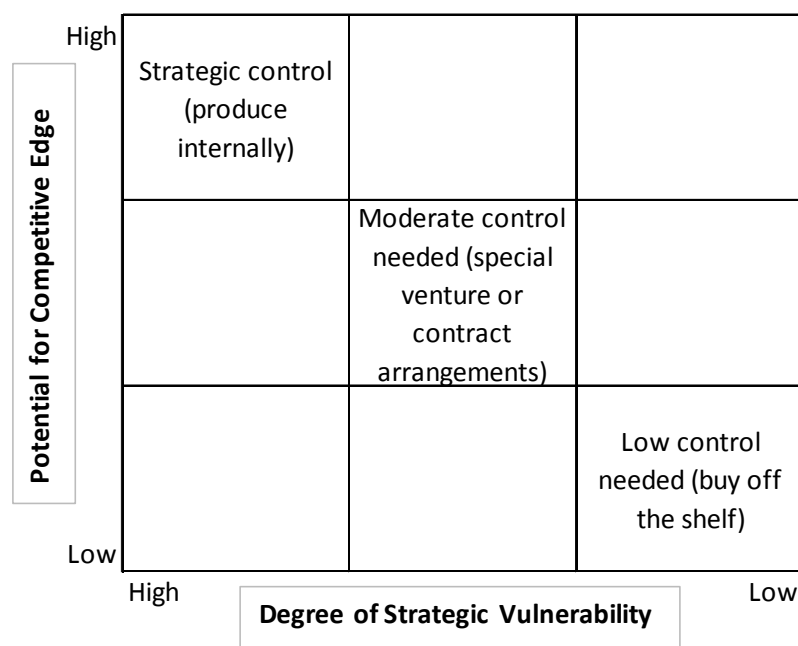 High
Strategic control
(produce
internally)
Potential for Competitive Edge
Moderate control
needed (special
venture or
contract
arrangements)
Low control
needed (buy off
the shelf)
Low
High
Low
Degree of Strategic Vulnerability